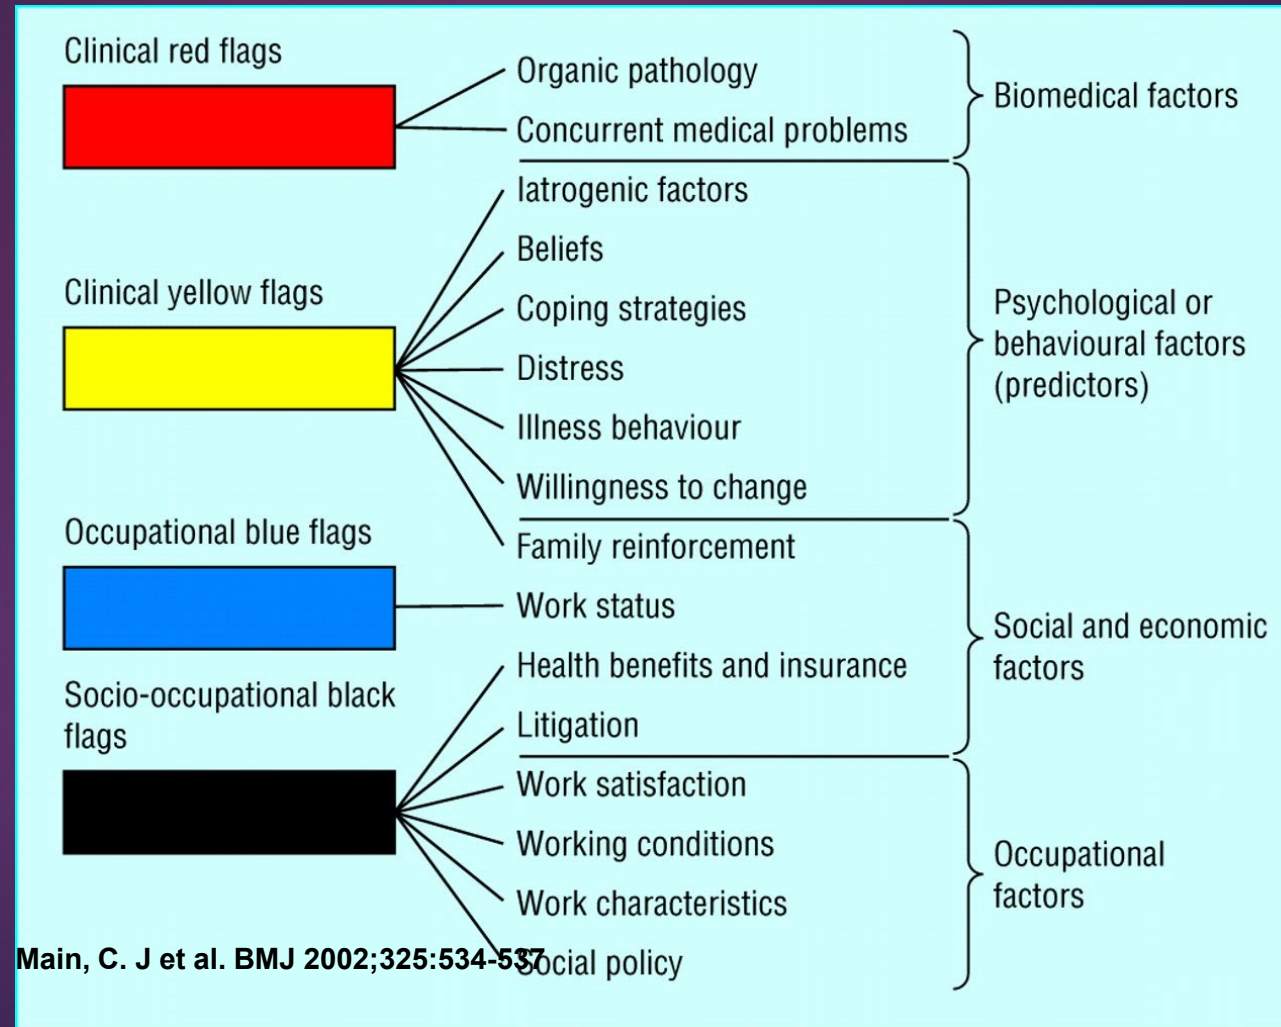 Clinical red flags
Organic pathology
Concurrent medical problems
Biomedical factors
Clinical yellow flags
Iatrogenic factors
Beliefs
Coping strategies
Distress
Illness behaviour
Willingness to change
Psychological or
behavioural factors
(predictors)
Occupational blue flags
Family reinforcement
Work status
Social and economic
factors
Socio-occupational black
flags
Health benefits and insurance
Litigation
Work satisfaction
Working conditions
Work characteristics
Social policy
Occupational
factors
Main, C. J et al. BMJ 2002;325:534-537